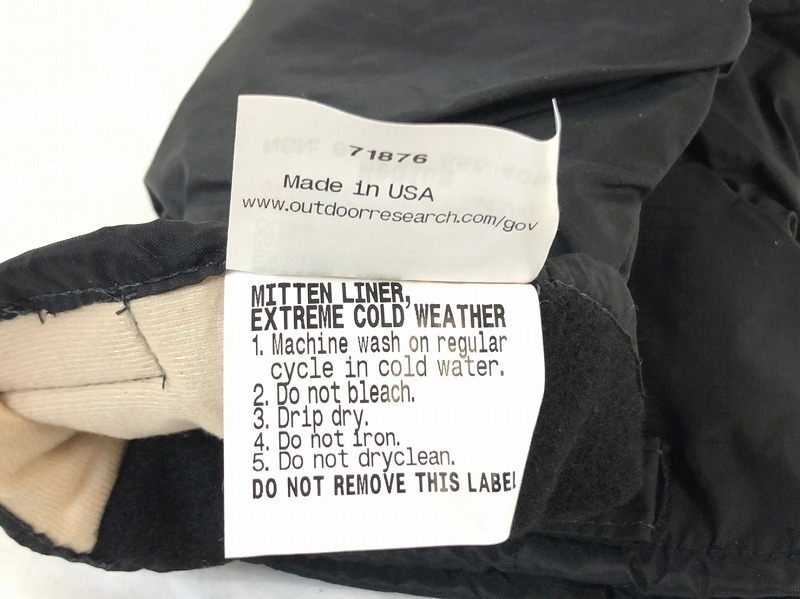 71876
Made in USA
www.outdoorresearch.com/gov
MITTEN LINER,
EXTREME COLD WEATHER
1. Machine wash on regular
cycle in cold water.
2. Do not bleach.
3. Drip dry.
4. Do not iron.
5. Do not dryclean.
DO NOT REMOVE THIS LABEL